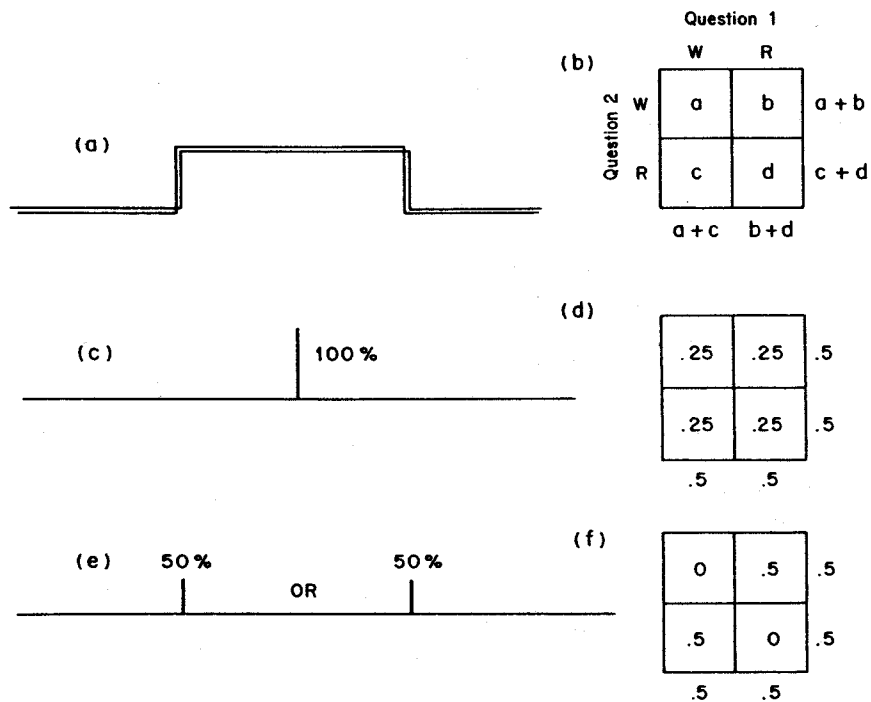 Question 1
W R
(b)
Question 2
W a b a + b
(a)
R c d c + d
a + c b + d
(c) 100%
(d)
.25 .25 .5
.25 .25 .5
.5 .5
(e) 50% OR 50%
(f)
0 .5 .5
.5 0 .5
.5 .5